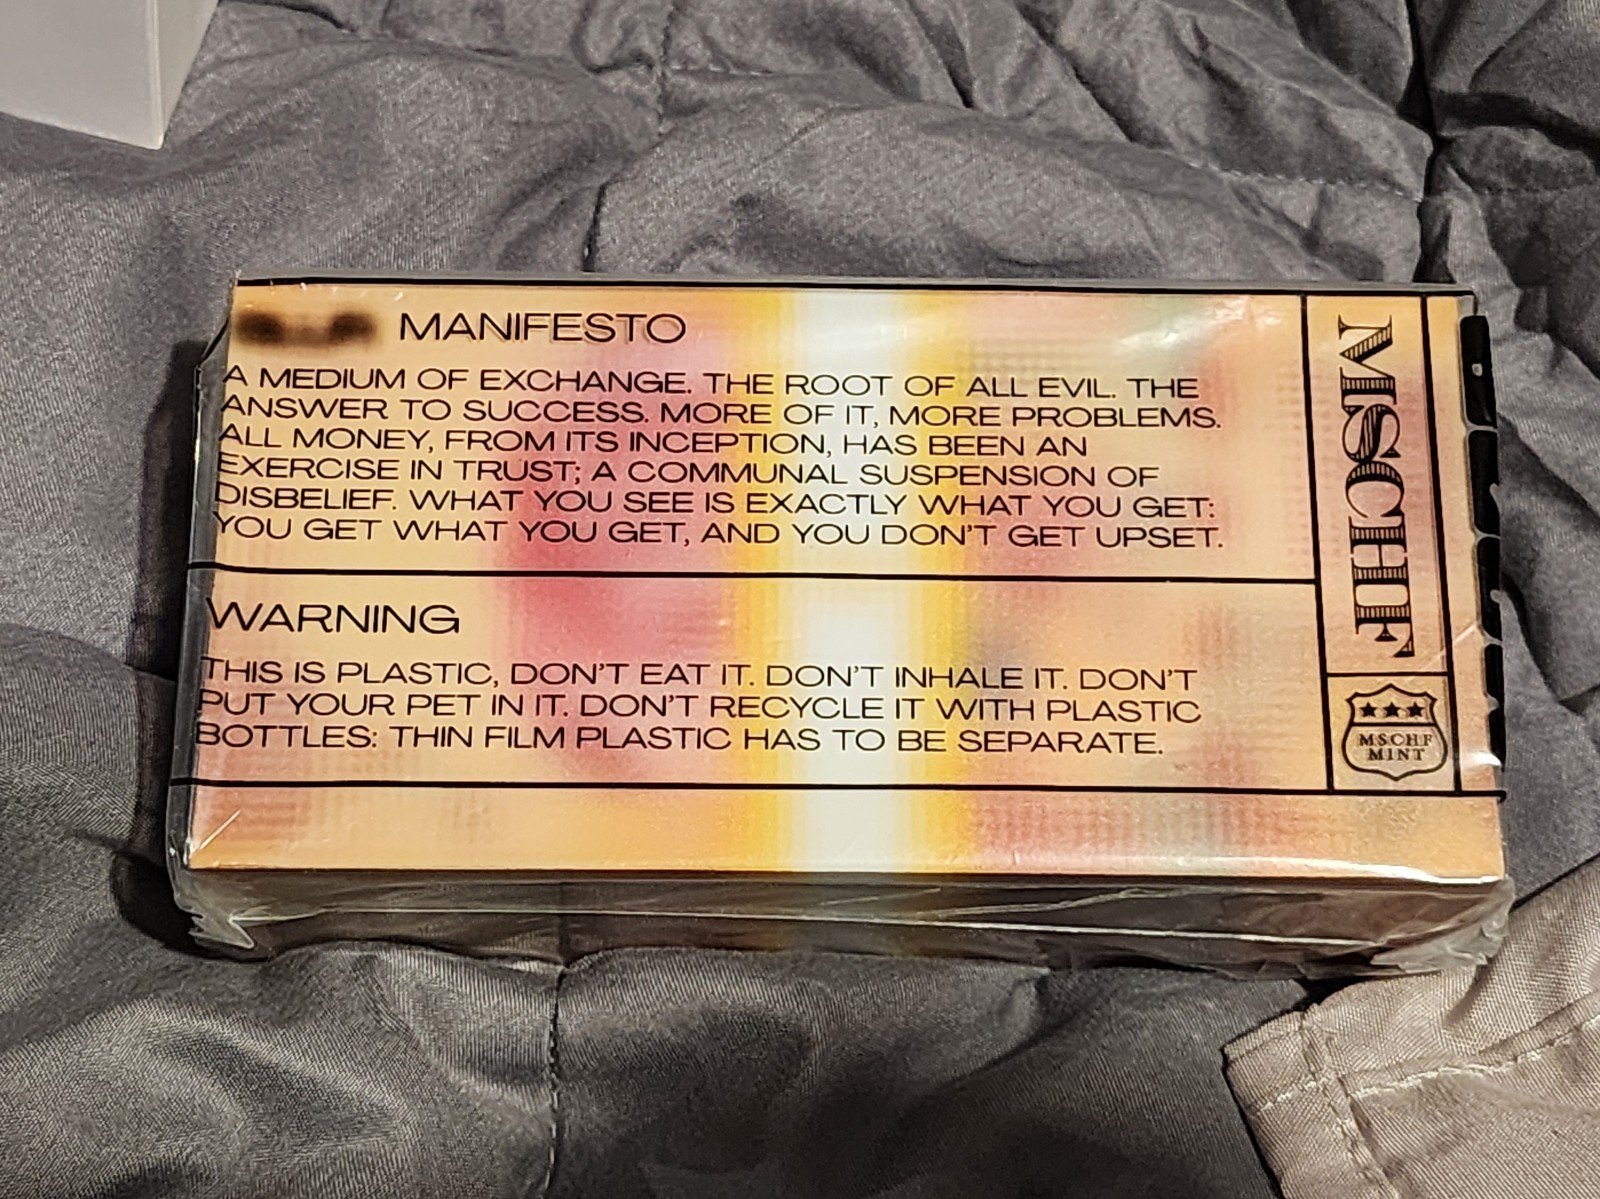 MANIFESTO
A MEDIUM OF EXCHANGE. THE ROOT OF ALL EVIL. THE
ANSWER TO SUCCESS. MORE OF IT, MORE PROBLEMS.
ALL MONEY, FROM ITS INCEPTION, HAS BEEN AN
EXERCISE IN TRUST; A COMMUNAL SUSPENSION OF
DISBELIEF. WHAT YOU SEE IS EXACTLY WHAT YOU GET:
YOU GET WHAT YOU GET, AND YOU DON'T GET UPSET.
WARNING
THIS IS PLASTIC, DON'T EAT IT. DON'T INHALE IT. DON'T
PUT YOUR PET IN IT. DON'T RECYCLE IT WITH PLASTIC
BOTTLES: THIN FILM PLASTIC HAS TO BE SEPARATE.
MSCHF
MSCHF
MINT